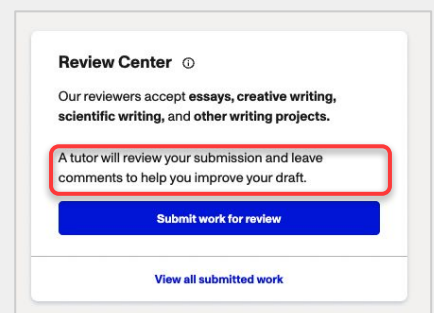 Review Center
Our reviewers accept essays, creative writing,
scientific writing, and other writing projects.
A tutor will review your submission and leave
comments to help you improve your draft.
Submit work for review
View all submitted work